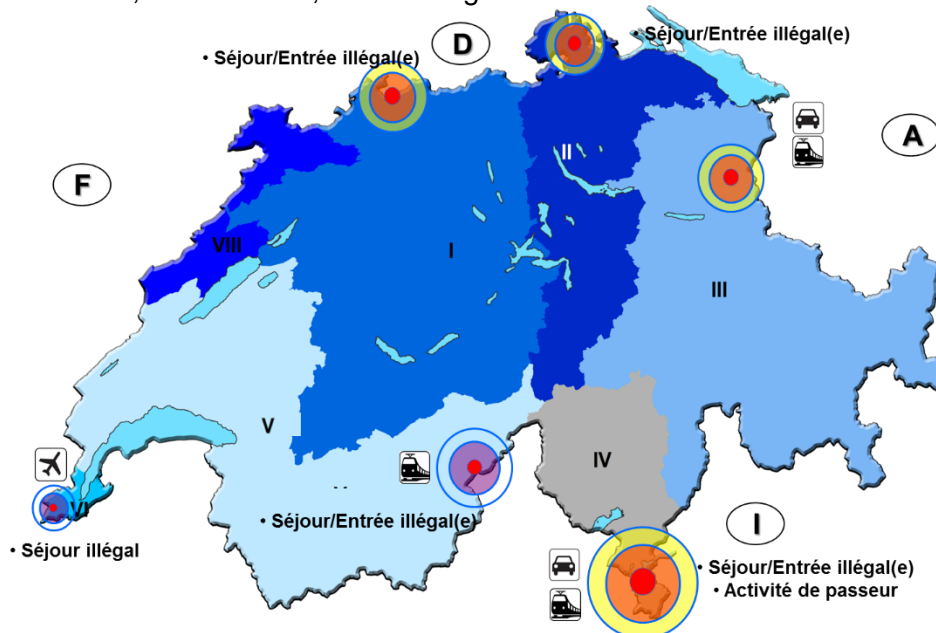 • Séjour/Entrée illégal(e)
D
• Séjour/Entrée illégal(e)
A
F
II
VIII
I
III
V
IV
VI
• Séjour/Entrée illégal(e)
• Séjour illégal
I
• Séjour/Entrée illégal(e)
• Activité de passeur